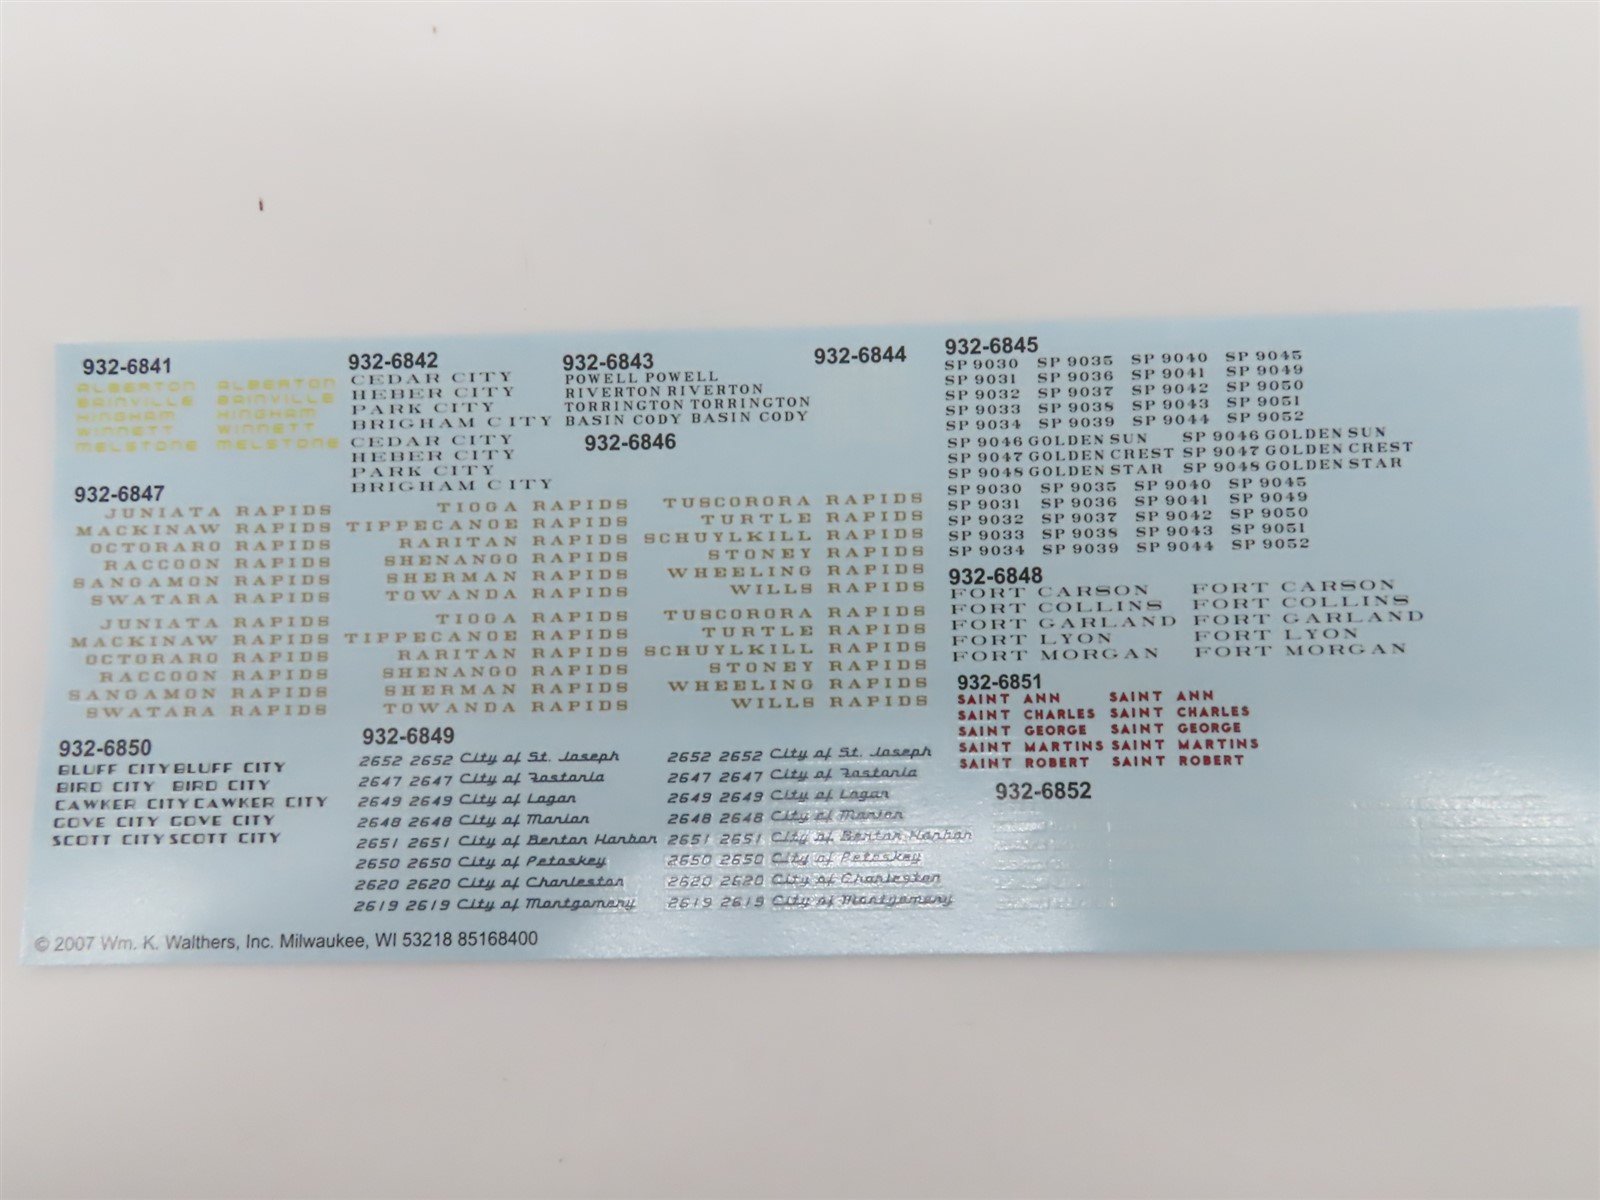 932-6841
ALBERTON ALBERTON
BAINVILLE BAINVILLE
HINGHAM HINGHAM
WINNETT WINNETT
MELSTONE MELSTONE
932-6842
CEDAR CITY
HEBER CITY
PARK CITY
BRIGHAM CITY
CEDAR CITY
HEBER CITY
PARK CITY
BRIGHAM CITY
932-6843
POWELL POWELL
RIVERTON RIVERTON
TORRINGTON TORRINGTON
BASIN CODY BASIN CODY
932-6844
932-6846
932-6845
SP 9030 SP 9035 SP 9040 SP 9045
SP 9031 SP 9036 SP 9041 SP 9049
SP 9032 SP 9037 SP 9042 SP 9050
SP 9033 SP 9038 SP 9043 SP 9051
SP 9034 SP 9039 SP 9044 SP 9052
SP 9046 GOLDEN SUN SP 9046 GOLDEN SUN
SP 9047 GOLDEN CREST SP 9047 GOLDEN CREST
SP 9048 GOLDEN STAR SP 9048 GOLDEN STAR
SP 9030 SP 9035 SP 9040 SP 9045
SP 9031 SP 9036 SP 9041 SP 9049
SP 9032 SP 9037 SP 9042 SP 9050
SP 9033 SP 9038 SP 9043 SP 9051
SP 9034 SP 9039 SP 9044 SP 9052
932-6847
JUNIATA RAPIDS TIOGA RAPIDS TUSCORORA RAPIDS
MACKINAW RAPIDS TIPPECANOE RAPIDS TURTLE RAPIDS
OCTORARO RAPIDS RARITAN RAPIDS SCHUYLKILL RAPIDS
RACCOON RAPIDS SHENANGO RAPIDS STONEY RAPIDS
SANGAMON RAPIDS SHERMAN RAPIDS WHEELING RAPIDS
SWATARA RAPIDS TOWANDA RAPIDS WILLS RAPIDS
JUNIATA RAPIDS TIOGA RAPIDS TUSCORORA RAPIDS
MACKINAW RAPIDS TIPPECANOE RAPIDS TURTLE RAPIDS
OCTORARO RAPIDS RARITAN RAPIDS SCHUYLKILL RAPIDS
RACCOON RAPIDS SHENANGO RAPIDS STONEY RAPIDS
SANGAMON RAPIDS SHERMAN RAPIDS WHEELING RAPIDS
SWATARA RAPIDS TOWANDA RAPIDS WILLS RAPIDS
932-6848
FORT CARSON FORT CARSON
FORT COLLINS FORT COLLINS
FORT GARLAND FORT GARLAND
FORT LYON FORT LYON
FORT MORGAN FORT MORGAN
932-6851
SAINT ANN SAINT ANN
SAINT CHARLES SAINT CHARLES
SAINT GEORGE SAINT GEORGE
SAINT MARTINS SAINT MARTINS
SAINT ROBERT SAINT ROBERT
932-6850
BLUFF CITY BLUFF CITY
BIRD CITY BIRD CITY
CAWKER CITY CAWKER CITY
GOVE CITY GOVE CITY
SCOTT CITY SCOTT CITY
932-6849
2652 2652 City of St. Joseph 2652 2652 City of St. Joseph
2647 2647 City of Fostoria 2647 2647 City of Fostoria
2649 2649 City of Logan 2649 2649 City of Logan
2648 2648 City of Marion 2648 2648 City of Marion
2651 2651 City of Benton Harbor 2651 2651 City of Benton Harbor
2650 2650 City of Petoskey 2650 2650 City of Petoskey
2620 2620 City of Charleston 2620 2620 City of Charleston
2619 2619 City of Montgomery 2619 2619 City of Montgomery
932-6852
© 2007 Wm. K. Walthers, Inc. Milwaukee, WI 53218 85168400